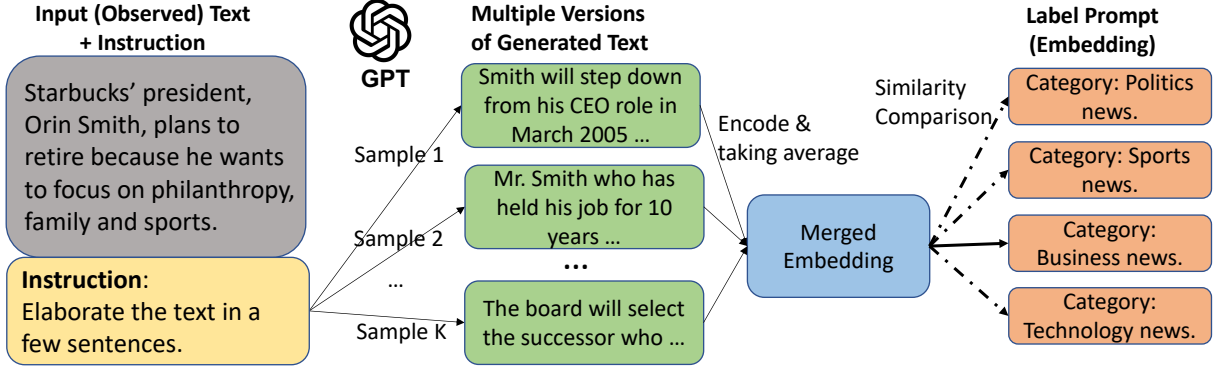 Input (Observed) Text
+ Instruction
Starbucks' president,
Orin Smith, plans to
retire because he wants
to focus on philanthropy,
family and sports.
Instruction:
Elaborate the text in a
few sentences.
GPT
Sample 1
Sample 2
...
Sample K
Multiple Versions
of Generated Text
Smith will step down
from his CEO role in
March 2005 ...
Mr. Smith who has
held his job for 10
years ...
...
The board will select
the successor who ...
Encode &
taking average
Merged
Embedding
Similarity
Comparison
Label Prompt
(Embedding)
Category: Politics
news.
Category: Sports
news.
Category:
Business news.
Category:
Technology news.